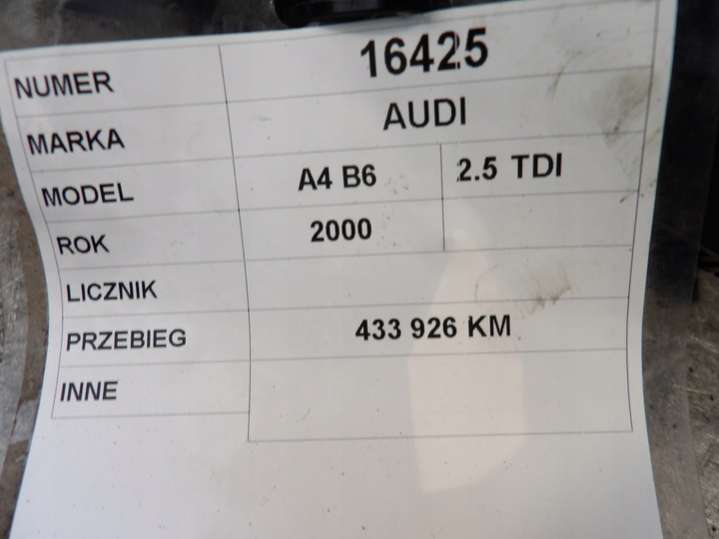 NUMER 16425
MARKA AUDI
MODEL A4 B6 2.5 TDI
ROK 2000
LICZNIK
PRZEBIEG 433 926 KM
INNE